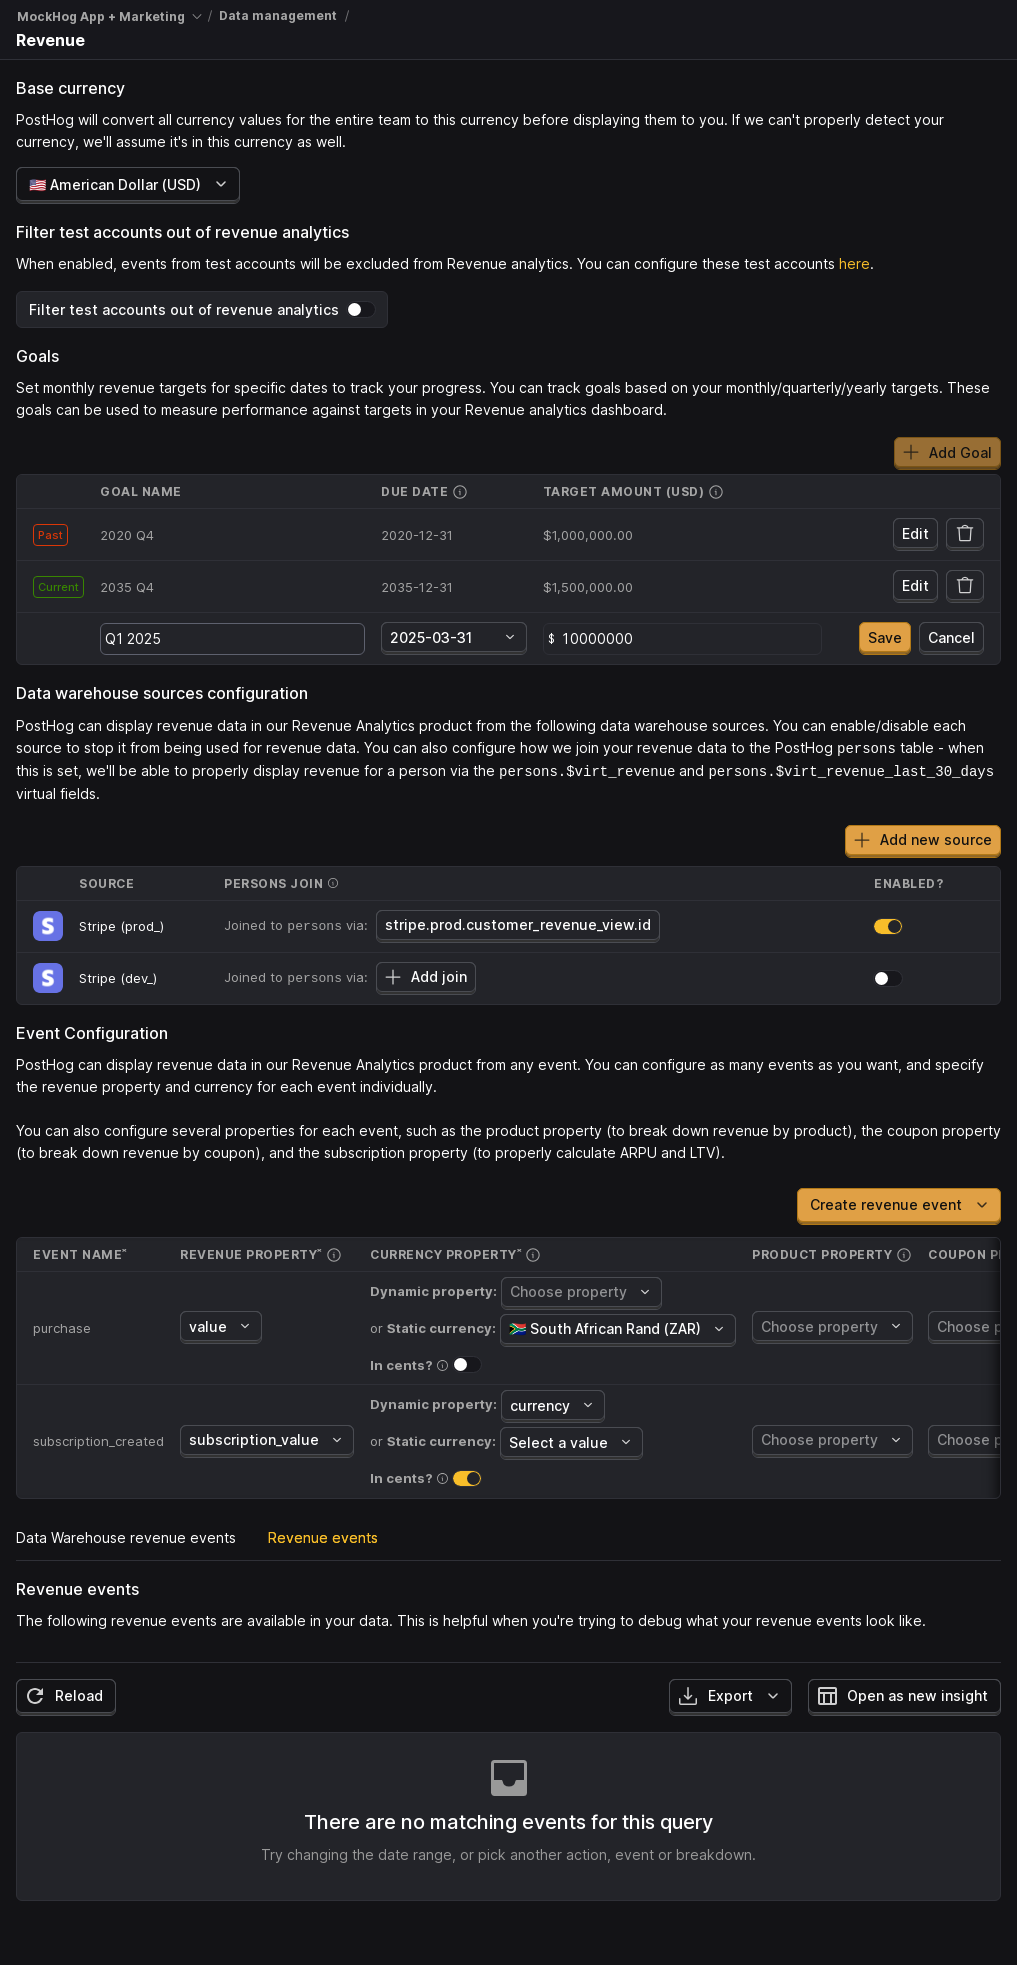 MockHog App + Marketing / Data management /
Revenue
Base currency
PostHog will convert all currency values for the entire team to this currency before displaying them to you. If we can't properly detect your
currency, we'll assume it's in this currency as well.
🇺🇸 American Dollar (USD)
Filter test accounts out of revenue analytics
When enabled, events from test accounts will be excluded from Revenue analytics. You can configure these test accounts here.
Filter test accounts out of revenue analytics
Goals
Set monthly revenue targets for specific dates to track your progress. You can track goals based on your monthly/quarterly/yearly targets. These
goals can be used to measure performance against targets in your Revenue analytics dashboard.
Add Goal
GOAL NAME DUE DATE TARGET AMOUNT (USD)
Past 2020 Q4 2020-12-31 $1,000,000.00 Edit
Current 2035 Q4 2035-12-31 $1,500,000.00 Edit
Q1 2025 2025-03-31 $ 10000000 Save Cancel
Data warehouse sources configuration
PostHog can display revenue data in our Revenue Analytics product from the following data warehouse sources. You can enable/disable each
source to stop it from being used for revenue data. You can also configure how we join your revenue data to the PostHog persons table - when
this is set, we'll be able to properly display revenue for a person via the persons.$virt_revenue and persons.$virt_revenue_last_30_days
virtual fields.
Add new source
SOURCE PERSONS JOIN ENABLED?
S Stripe (prod_) Joined to persons via: stripe.prod.customer_revenue_view.id
S Stripe (dev_) Joined to persons via: Add join
Event Configuration
PostHog can display revenue data in our Revenue Analytics product from any event. You can configure as many events as you want, and specify
the revenue property and currency for each event individually.
You can also configure several properties for each event, such as the product property (to break down revenue by product), the coupon property
(to break down revenue by coupon), and the subscription property (to properly calculate ARPU and LTV).
Create revenue event
EVENT NAME* REVENUE PROPERTY* CURRENCY PROPERTY* PRODUCT PROPERTY COUPON P
Dynamic property: Choose property
purchase value or Static currency: 🇿🇦 South African Rand (ZAR) Choose property Choose p
In cents?
Dynamic property: currency
subscription_created subscription_value or Static currency: Select a value Choose property Choose p
In cents?
Data Warehouse revenue events Revenue events
Revenue events
The following revenue events are available in your data. This is helpful when you're trying to debug what your revenue events look like.
Reload Export Open as new insight
There are no matching events for this query
Try changing the date range, or pick another action, event or breakdown.